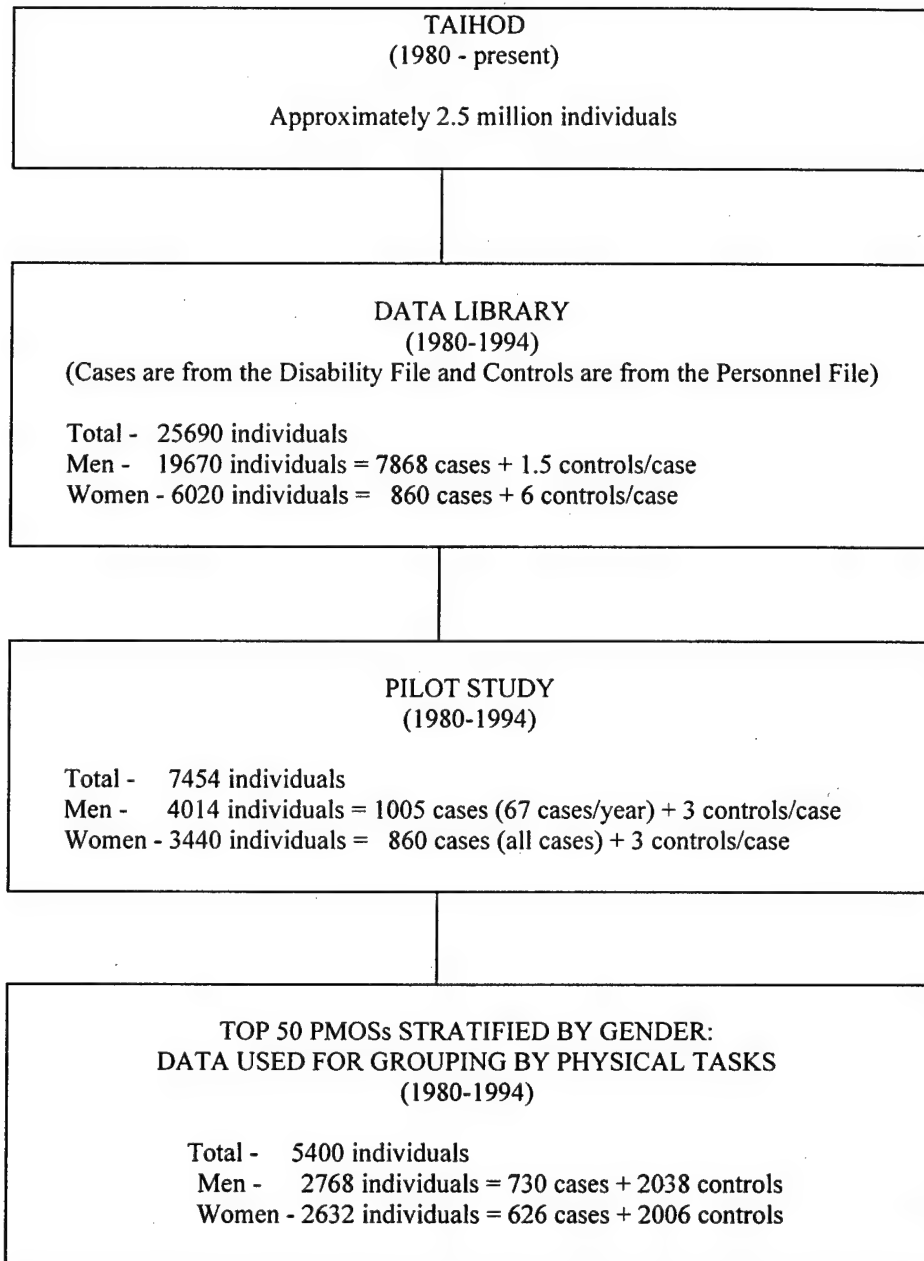 TAIHOD
(1980 - present)
Approximately 2.5 million individuals
DATA LIBRARY
(1980-1994)
(Cases are from the Disability File and Controls are from the Personnel File)
Total - 25690 individuals
Men - 19670 individuals = 7868 cases + 1.5 controls/case
Women - 6020 individuals = 860 cases + 6 controls/case
PILOT STUDY
(1980-1994)
Total - 7454 individuals
Men - 4014 individuals = 1005 cases (67 cases/year) + 3 controls/case
Women - 3440 individuals = 860 cases (all cases) + 3 controls/case
TOP 50 PMOSs STRATIFIED BY GENDER:
DATA USED FOR GROUPING BY PHYSICAL TASKS
(1980-1994)
Total - 5400 individuals
Men - 2768 individuals = 730 cases + 2038 controls
Women - 2632 individuals = 626 cases + 2006 controls